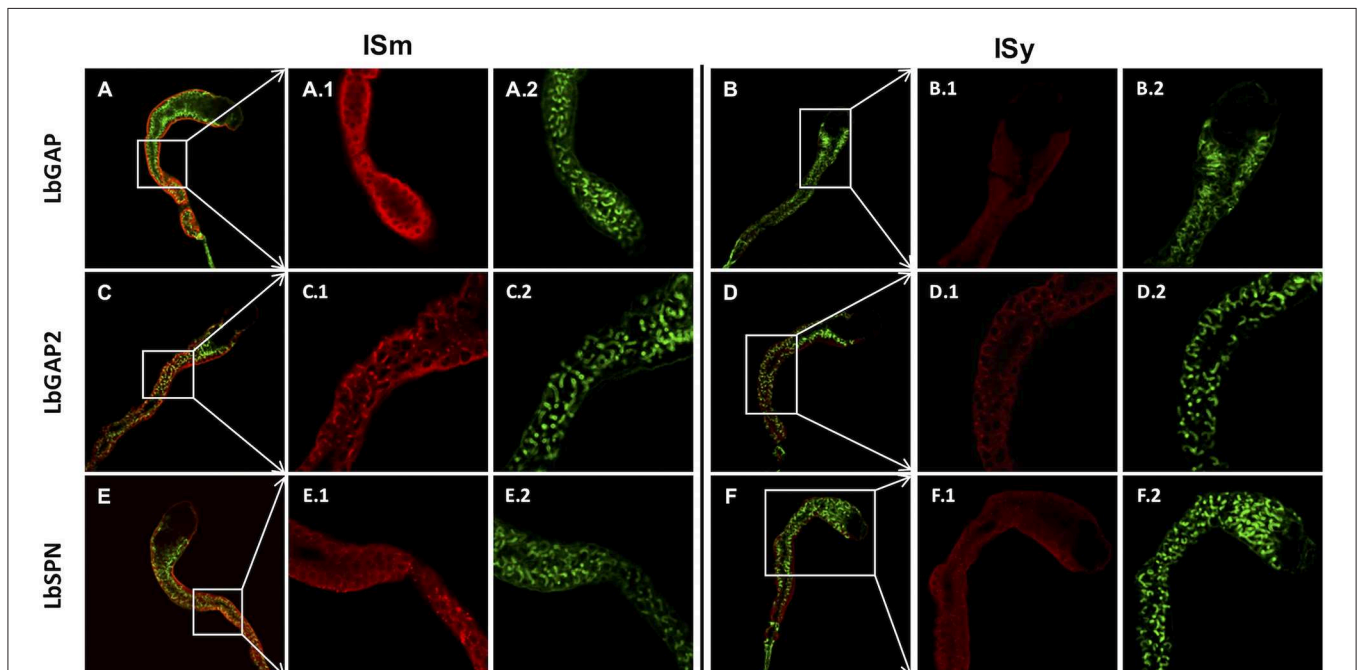 ISm ISy
LbGAP
A A.1 A.2 B B.1 B.2
LbGAP2
C C.1 C.2 D D.1 D.2
LbSPN
E E.1 E.2 F F.1 F.2